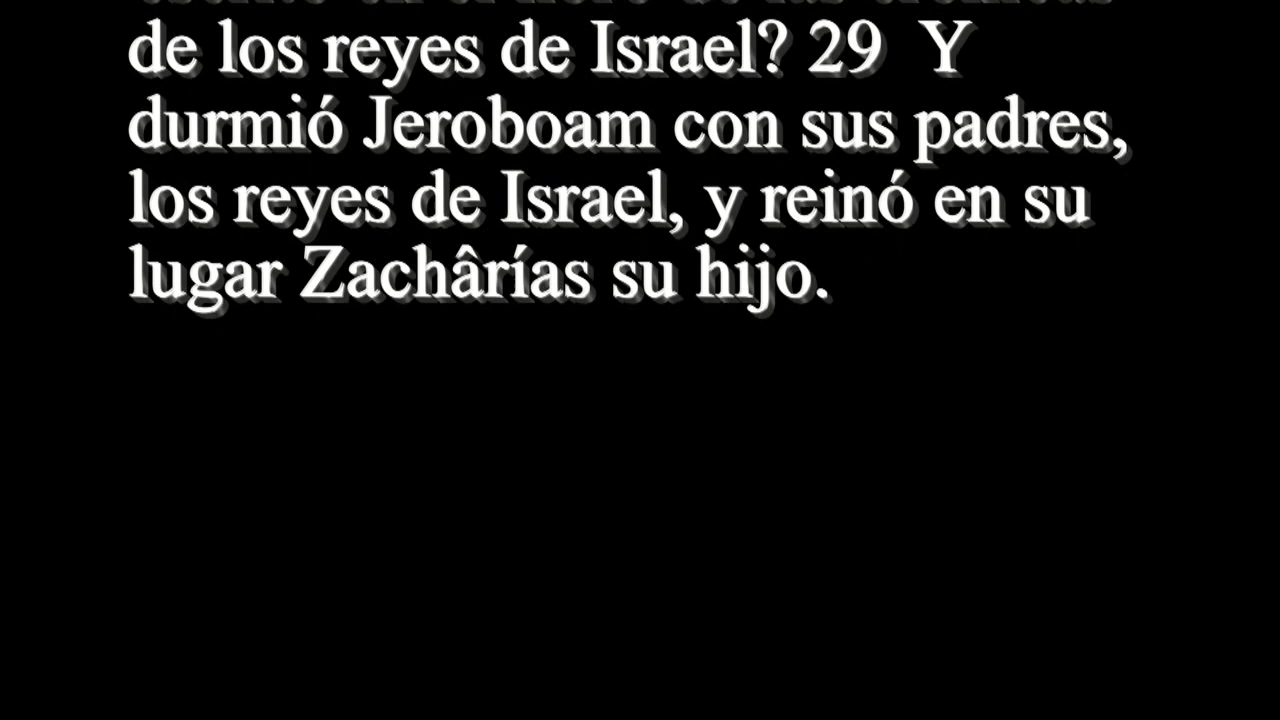 de los reyes de Israel? 29 Y
durmió Jeroboam con sus padres,
los reyes de Israel, y reinó en su
lugar Zachârías su hijo.